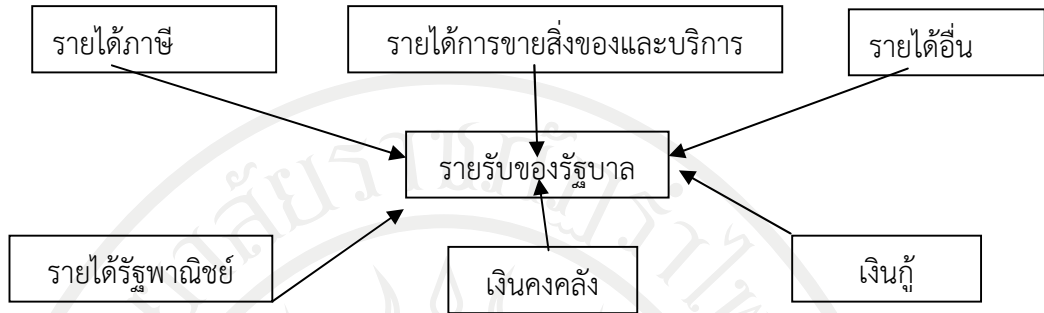 รายได้ภาษี
รายได้การขายสิ่งของและบริการ
รายได้อื่น
รายรับของรัฐบาล
รายได้รัฐพาณิชย์
เงินคงคลัง
เงินกู้